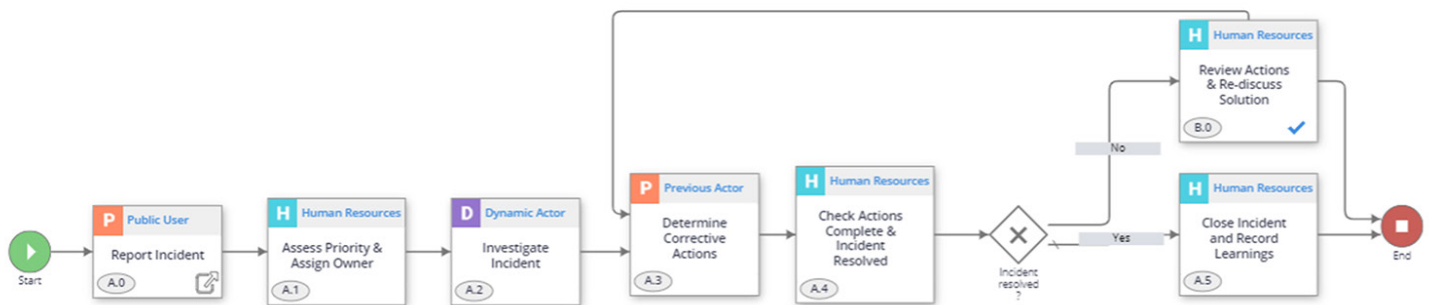 Start
P Public User
Report Incident
A.0
H Human Resources
Assess Priority &
Assign Owner
A.1
D Dynamic Actor
Investigate
Incident
A.2
P Previous Actor
Determine
Corrective
Actions
A.3
H Human Resources
Check Actions
Complete &
Incident
Resolved
A.4
Incident
resolved
?
No
Yes
H Human Resources
Review Actions
& Re-discuss
Solution
B.0
H Human Resources
Close Incident
and Record
Learnings
A.5
End